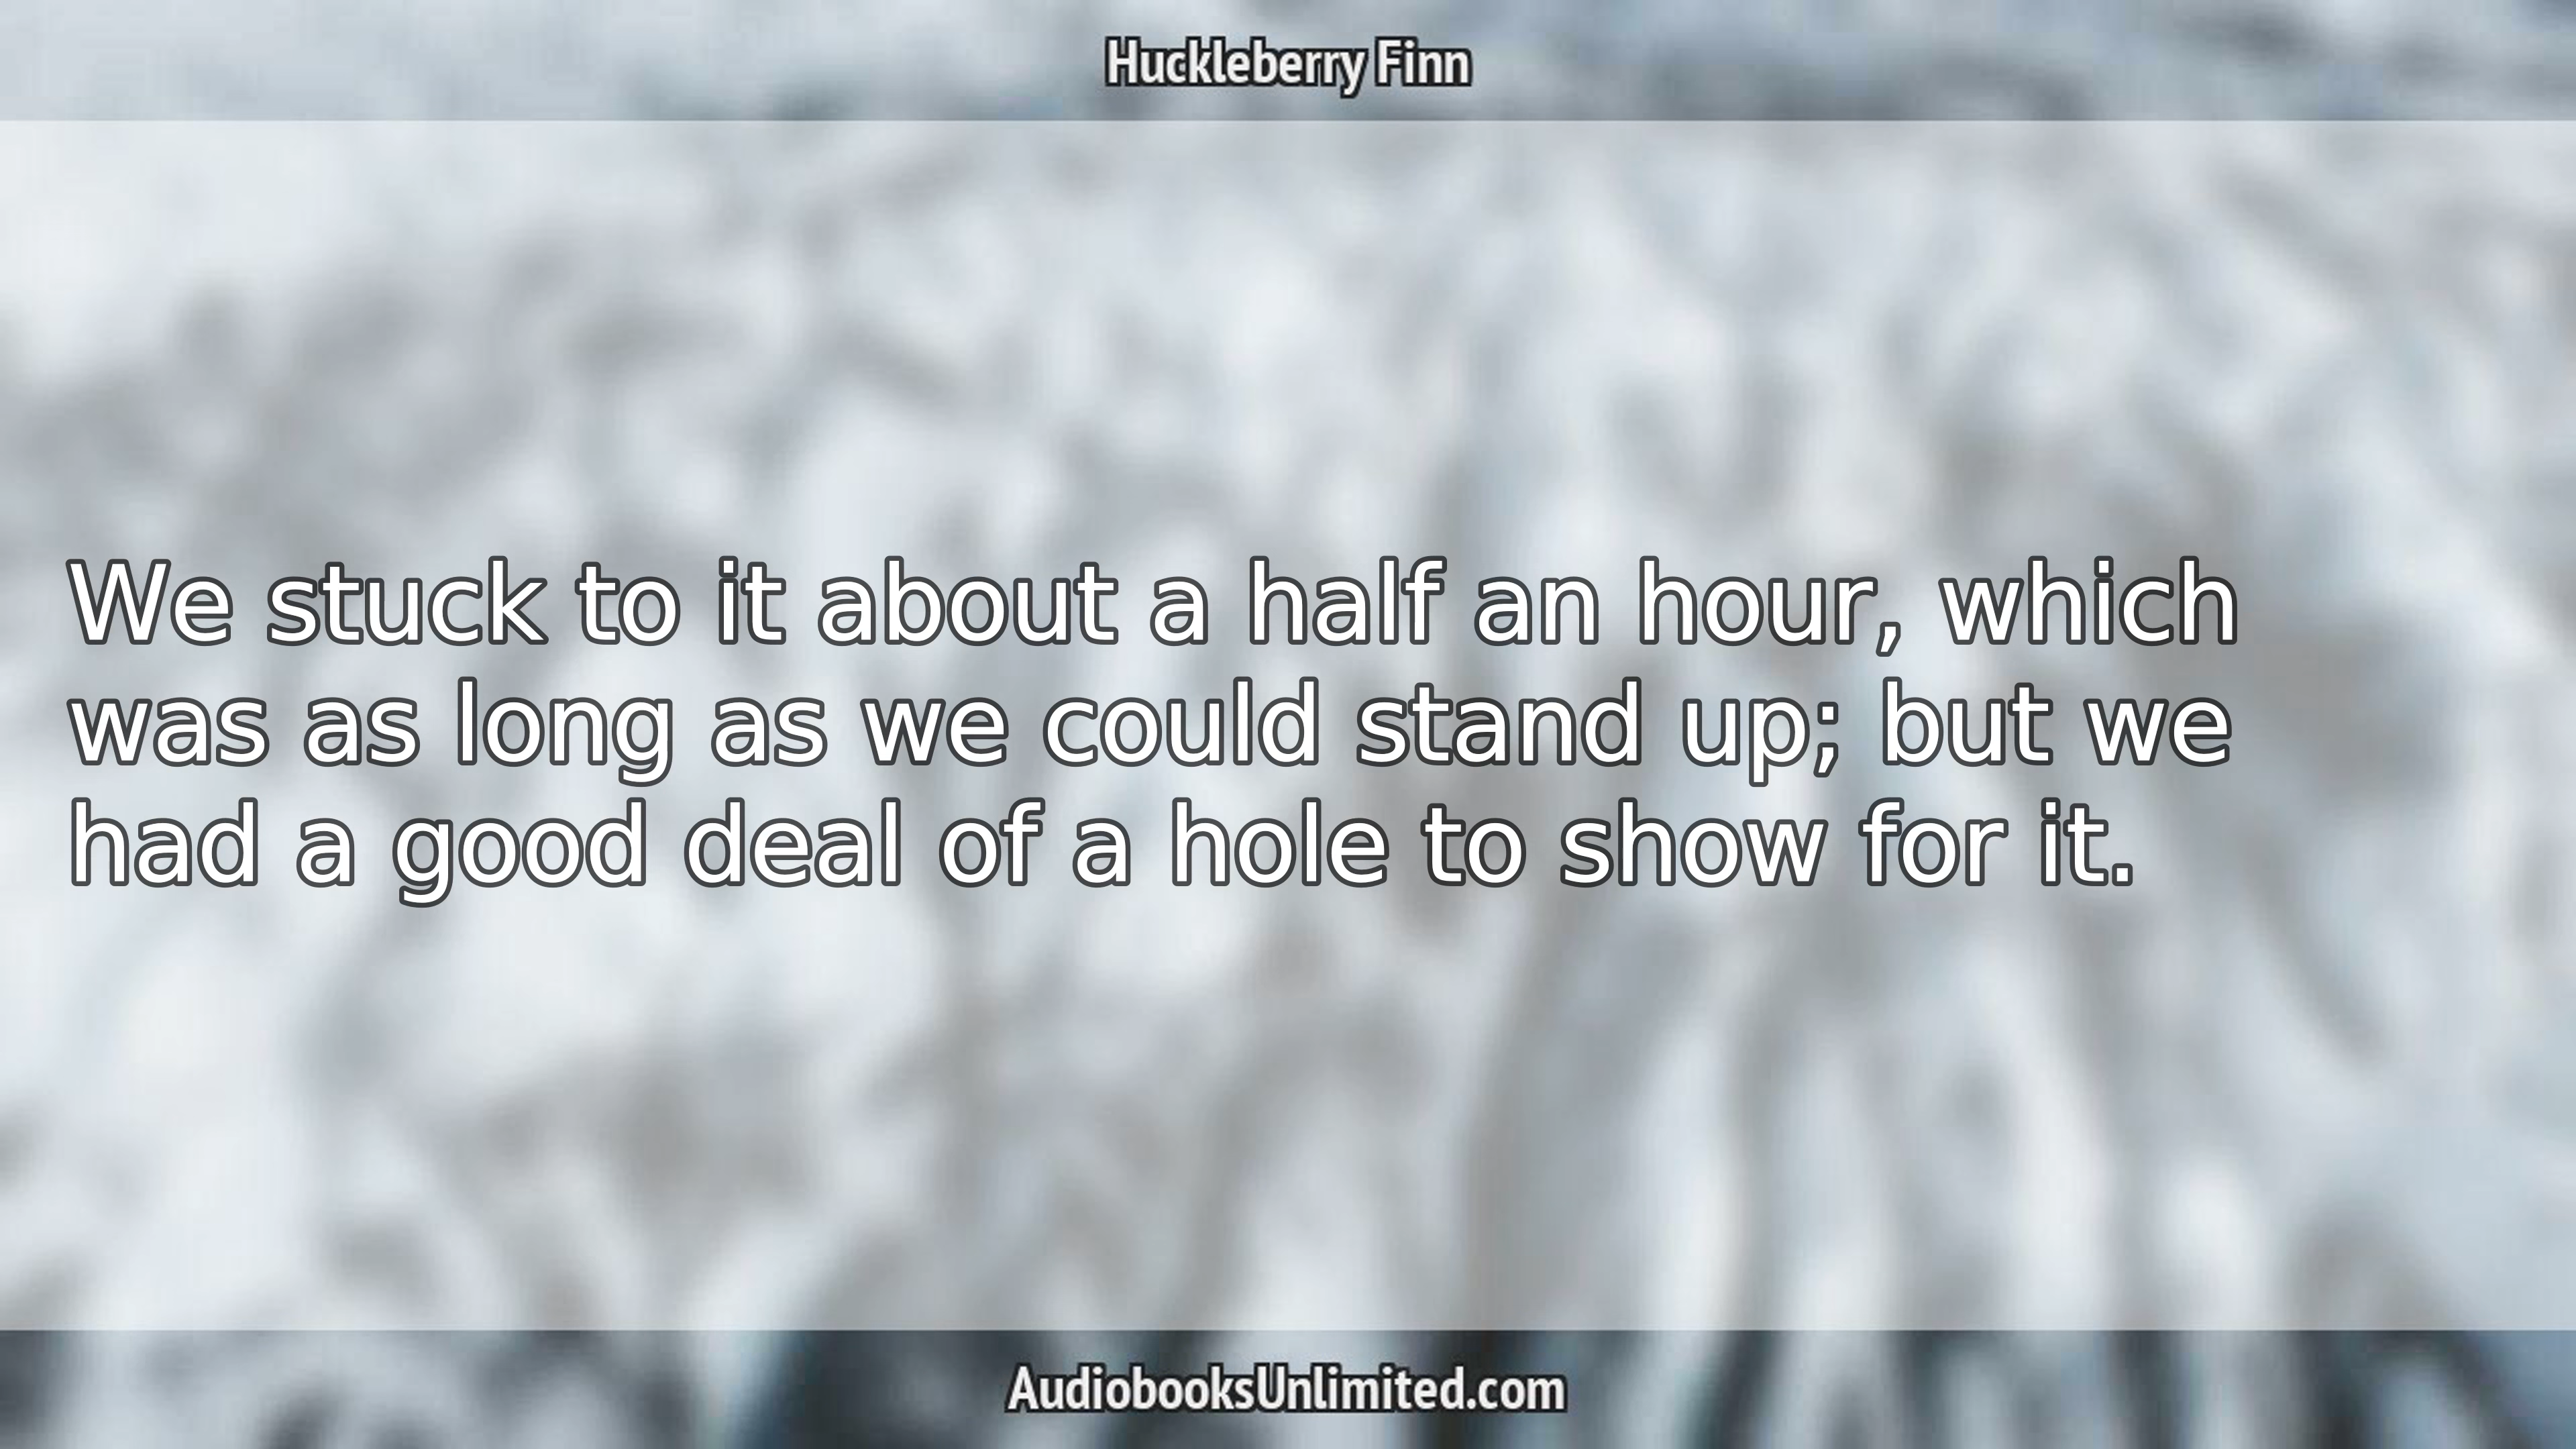 Huckleberry Finn
We stuck to it about a half an hour, which
was as long as we could stand up; but we
had a good deal of a hole to show for it.
AudiobooksUnlimited.com